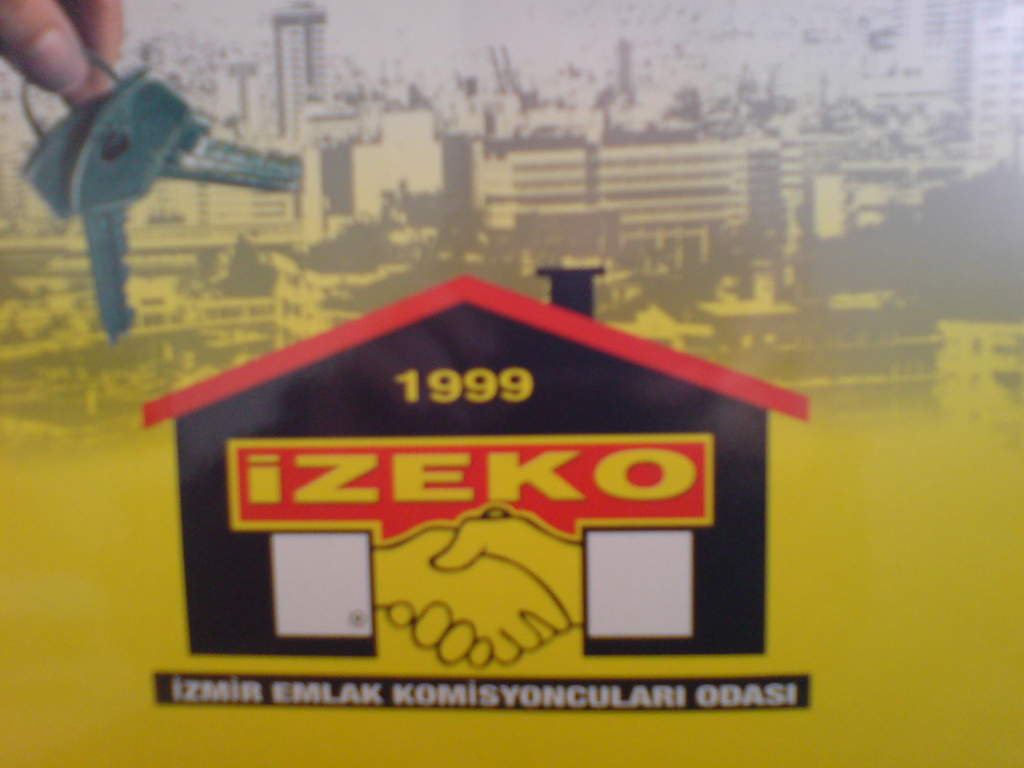 1999
İZEKO
®
İZMİR EMLAK KOMİSYONCULARI ODASI